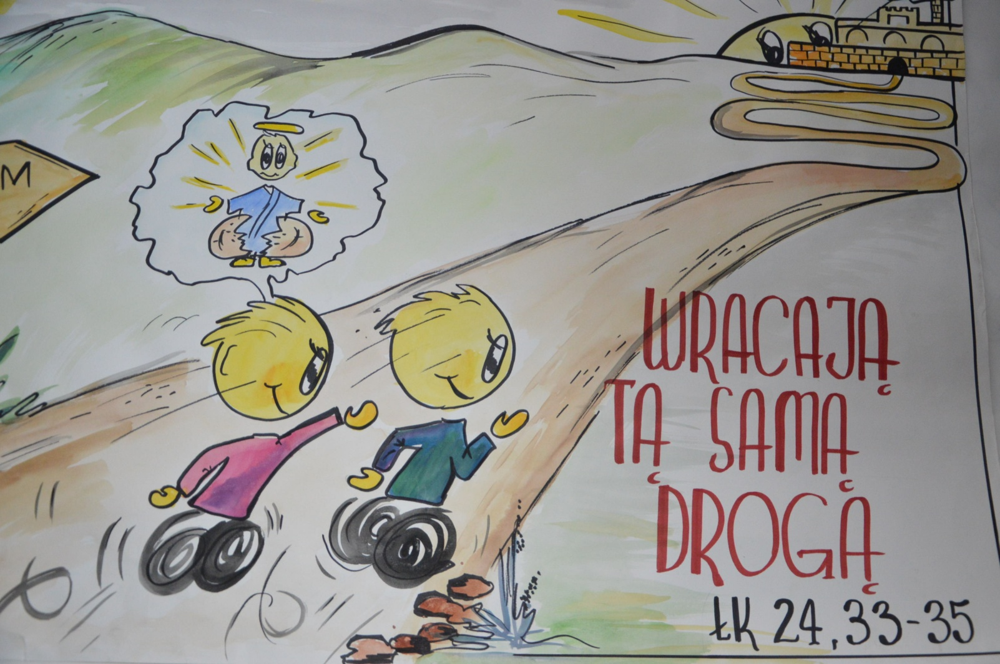 M
WRACAJĄ
TĄ SAMĄ
DROGĄ
ŁK 24,33-35